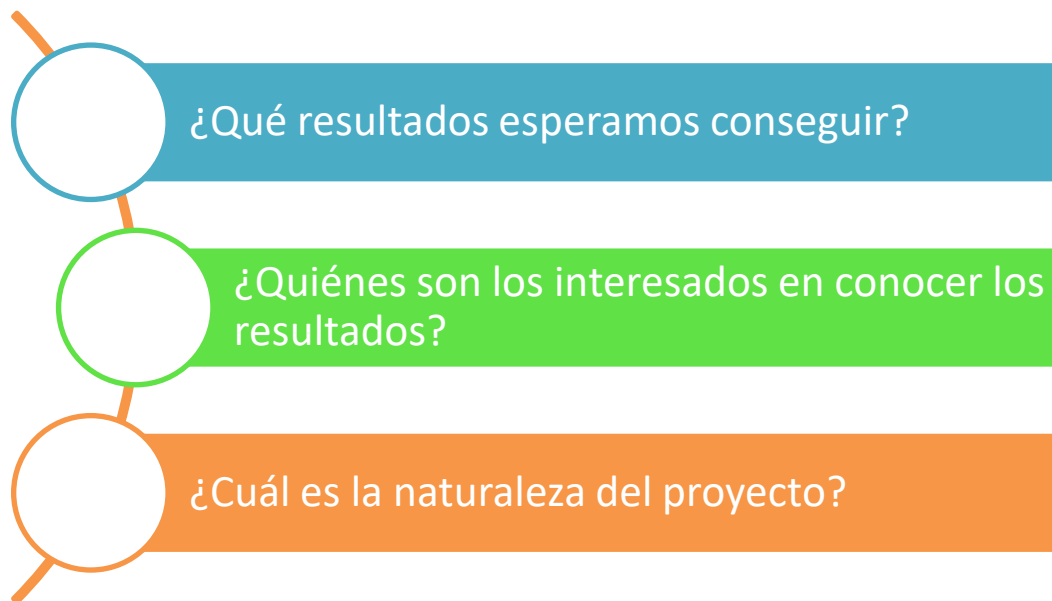 ¿Qué resultados esperamos conseguir?
¿Quiénes son los interesados en conocer los
resultados?
¿Cuál es la naturaleza del proyecto?